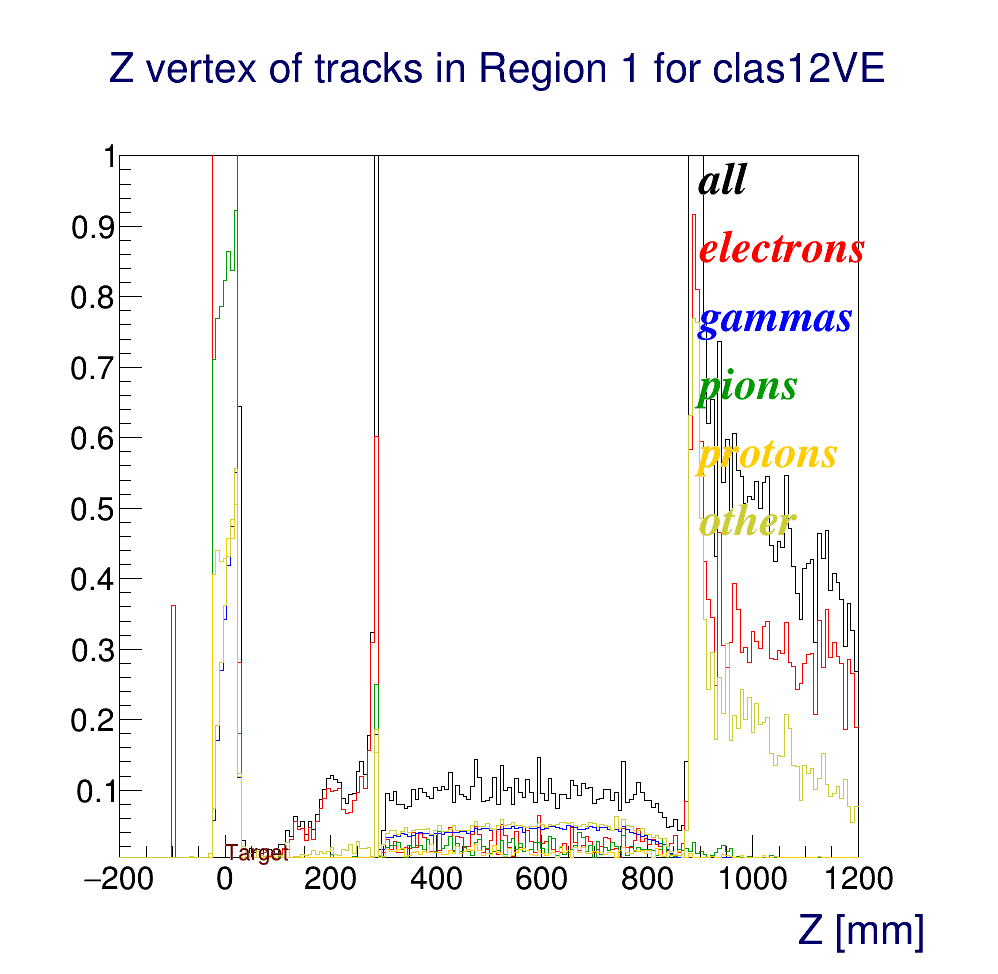 Z vertex of tracks in Region 1 for clas12VE
1
all
0.9
electrons
0.8
gammas
0.7
pions
0.6
protons
0.5
other
0.4
0.3
0.2
0.1
Target
−200 0 200 400 600 800 1000 1200
Z [mm]